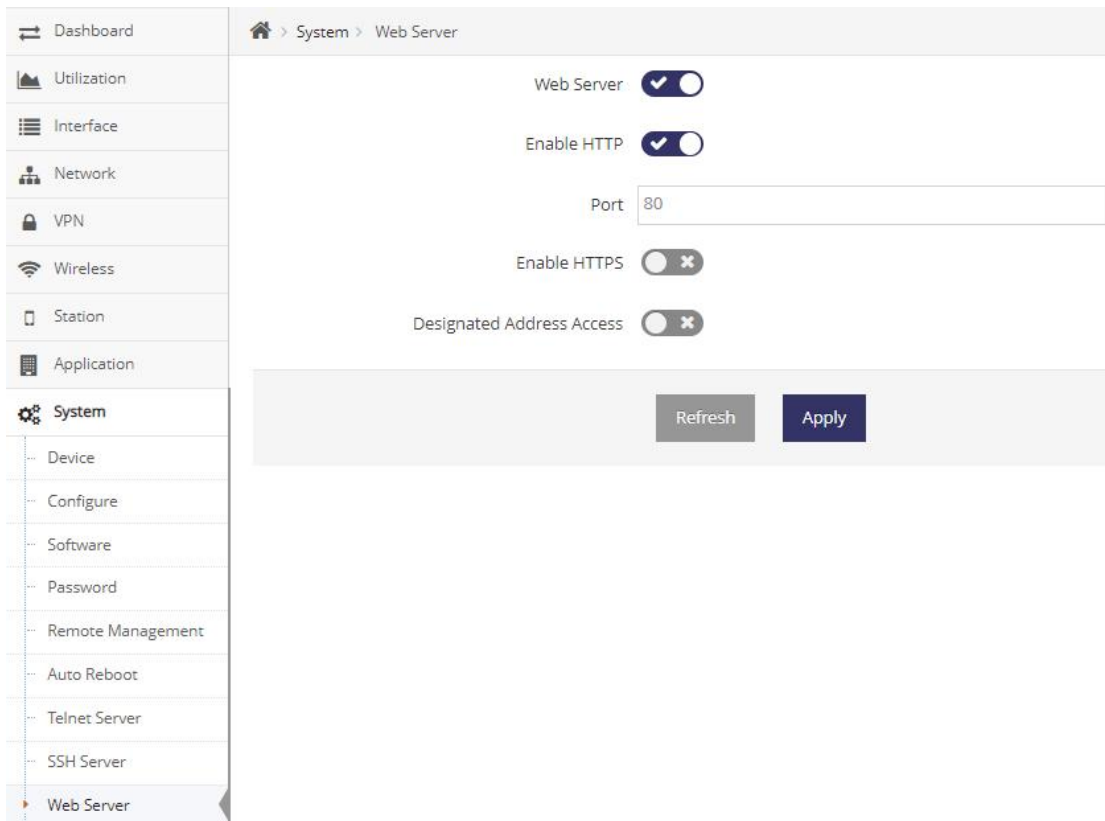 Dashboard
Utilization
Interface
Network
VPN
Wireless
Station
Application
System
Device
Configure
Software
Password
Remote Management
Auto Reboot
Telnet Server
SSH Server
Web Server
System > Web Server
Web Server
Enable HTTP
Port 80
Enable HTTPS
Designated Address Access
Refresh Apply